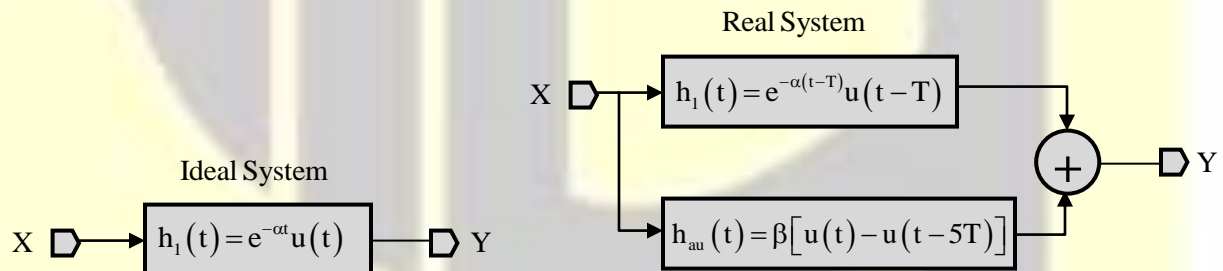 Real System
X
h₁(t)=e^{-α(t-T)}u(t-T)
+
Y
h_{au}(t)=β[u(t)-u(t-5T)]
Ideal System
X
h₁(t)=e^{-αt}u(t)
Y